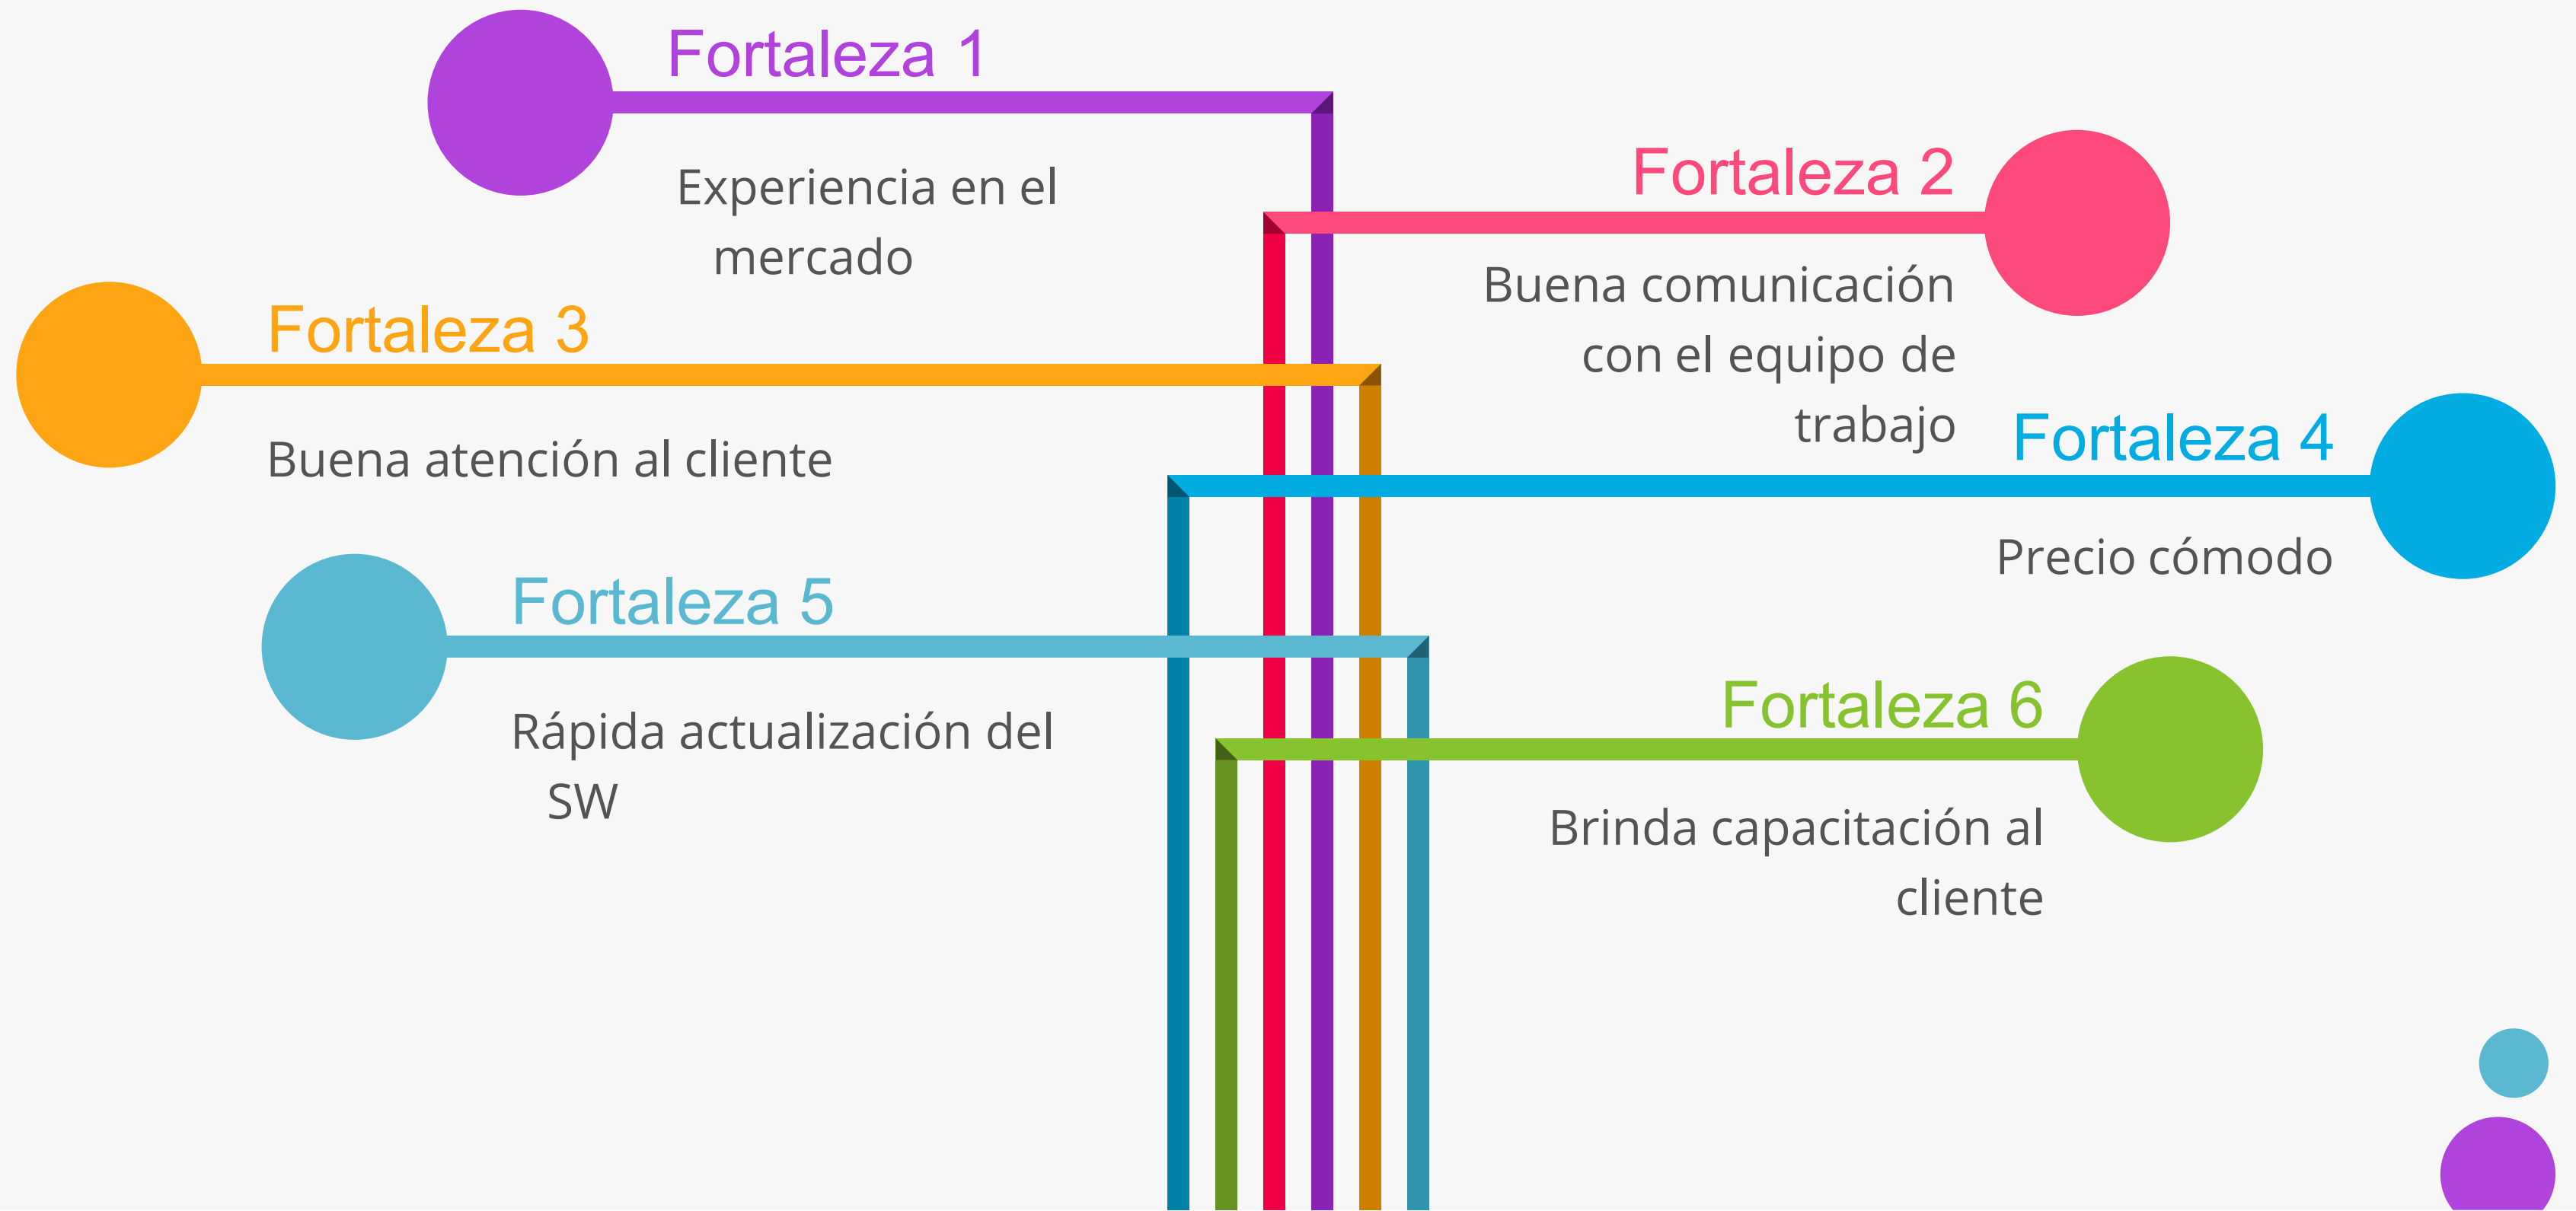 Fortaleza 1
Experiencia en el
mercado
Fortaleza 2
Buena comunicación
con el equipo de
trabajo
Fortaleza 3
Buena atención al cliente
Fortaleza 4
Precio cómodo
Fortaleza 5
Rápida actualización del
SW
Fortaleza 6
Brinda capacitación al
cliente